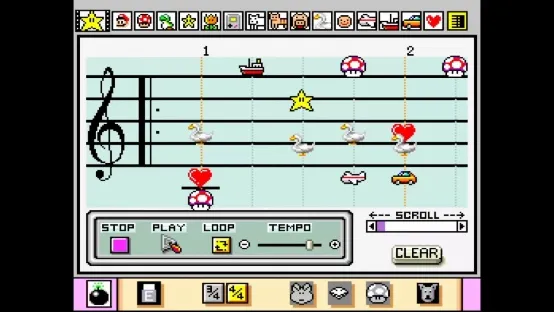 1 2
STOP PLAY LOOP TEMPO
<--- SCROLL --->
CLEAR
3/4 4/4